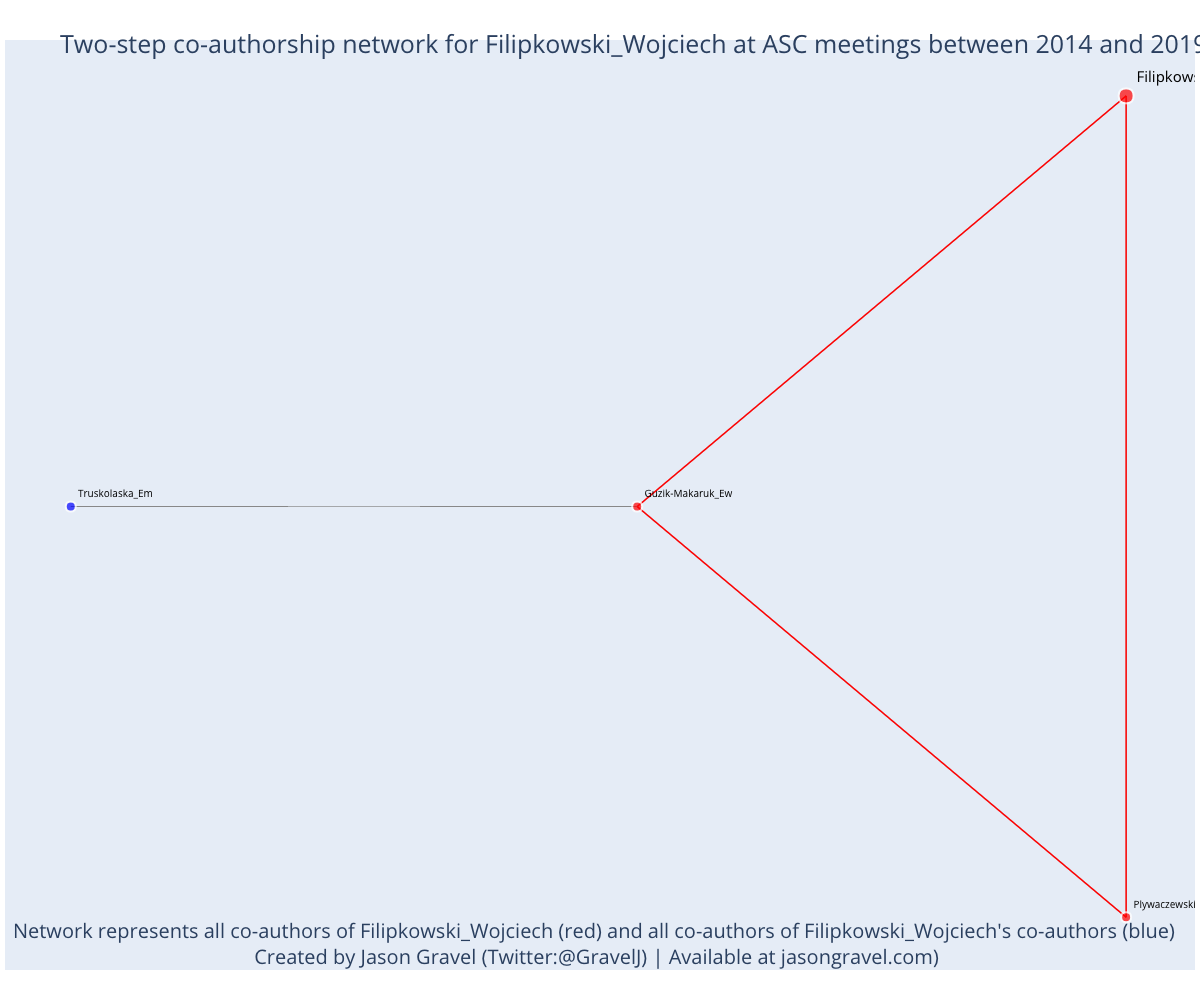 Two-step co-authorship network for Filipkowski_Wojciech at ASC meetings between 2014 and 2019
Filipkows
Truskolaska_Em
Guzik-Makaruk_Ew
Plywaczewski
Network represents all co-authors of Filipkowski_Wojciech (red) and all co-authors of Filipkowski_Wojciech's co-authors (blue)
Created by Jason Gravel (Twitter:@GravelJ) | Available at jasongravel.com)